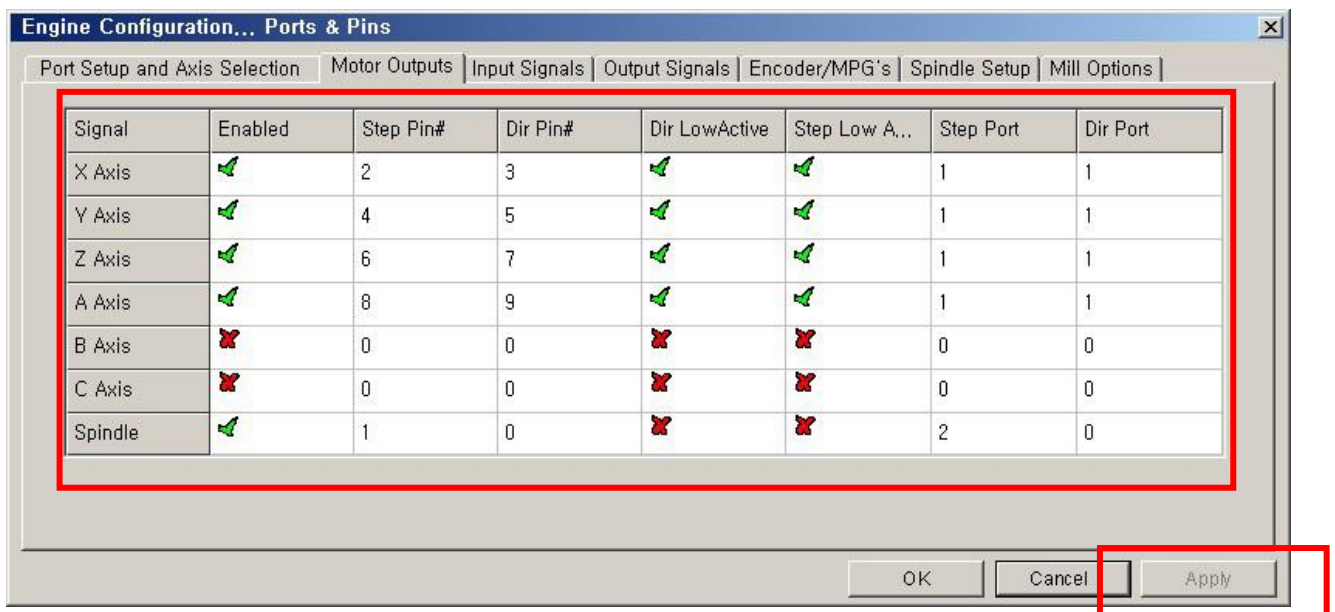 Engine Configuration... Ports & Pins
Port Setup and Axis Selection Motor Outputs Input Signals Output Signals Encoder/MPG's Spindle Setup Mill Options
Signal Enabled Step Pin# Dir Pin# Dir LowActive Step Low A... Step Port Dir Port
X Axis 2 3 1 1
Y Axis 4 5 1 1
Z Axis 6 7 1 1
A Axis 8 9 1 1
B Axis 0 0 0 0
C Axis 0 0 0 0
Spindle 1 0 2 0
OK Cancel Apply